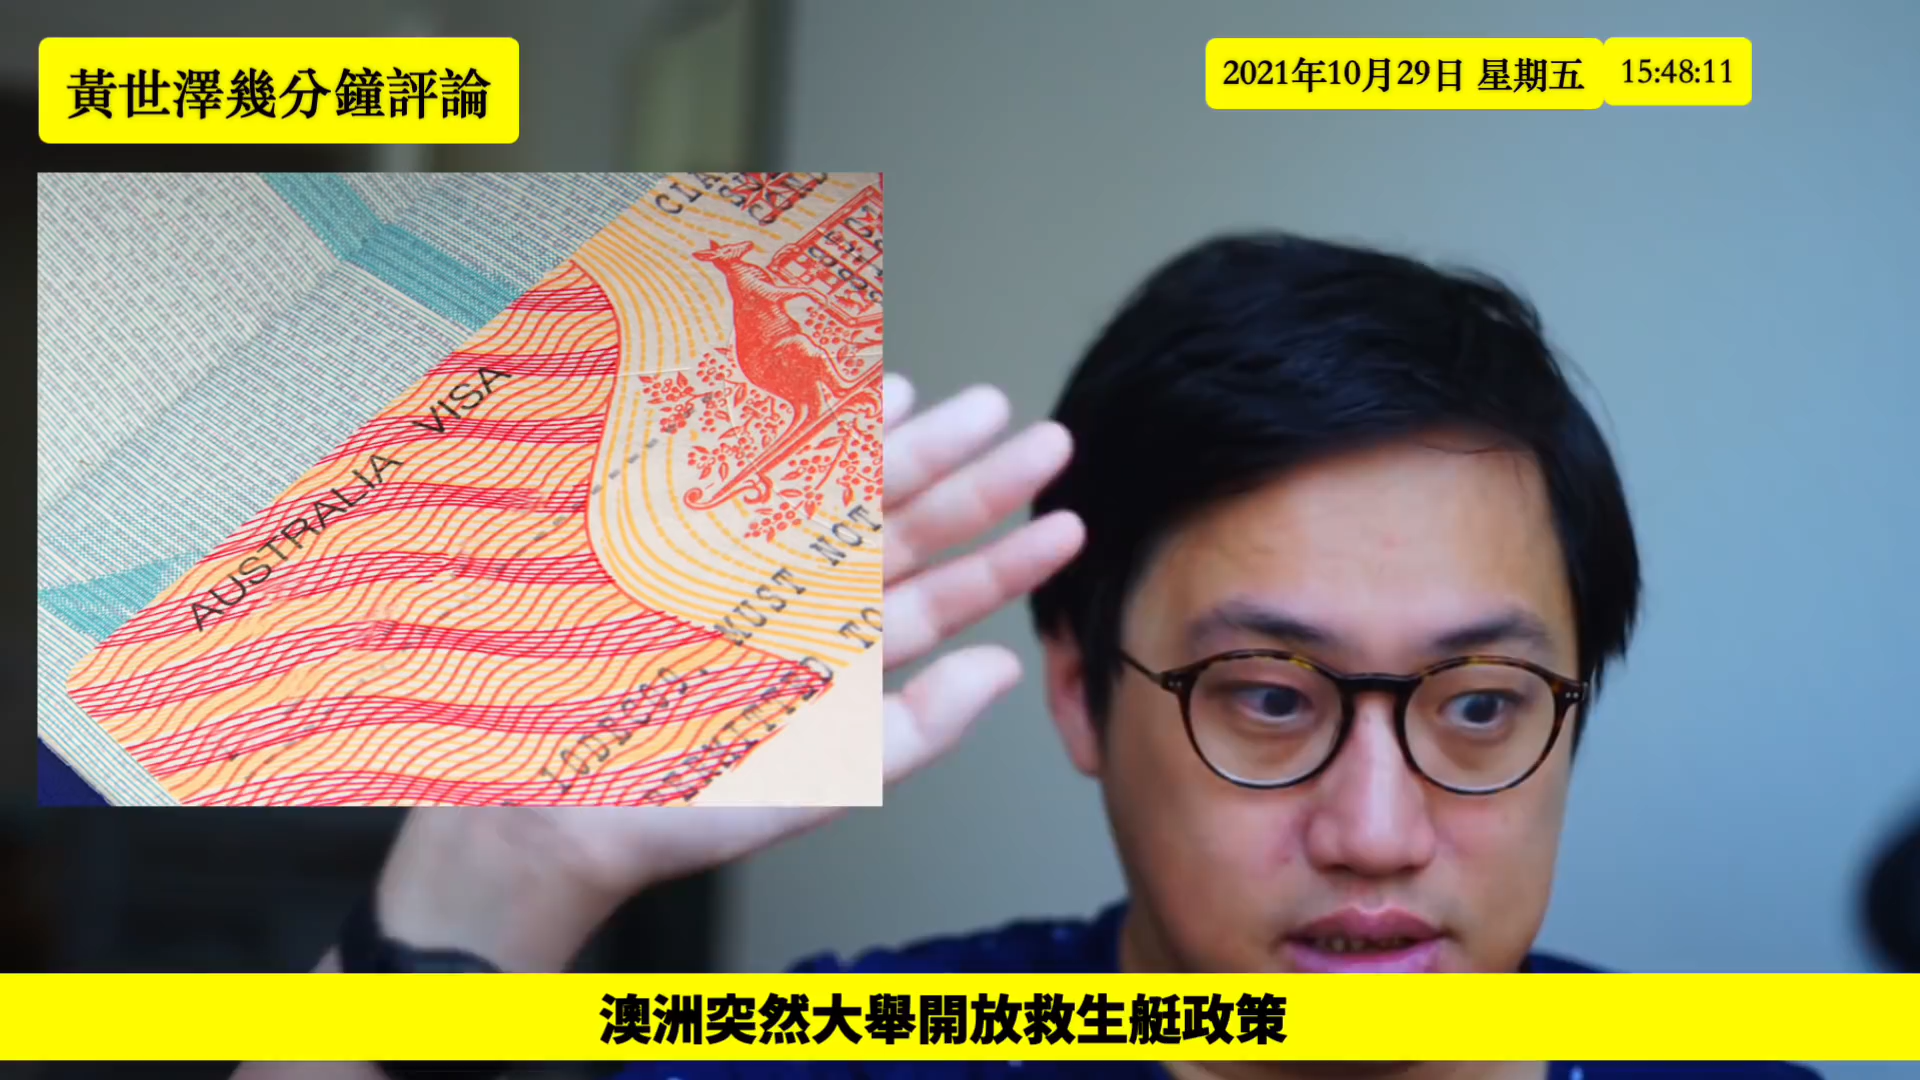 黃世澤幾分鐘評論
2021年10月29日 星期五
15:48:11
AUSTRALIA VISA
MUST NOT
TO
澳洲突然大舉開放救生艇政策